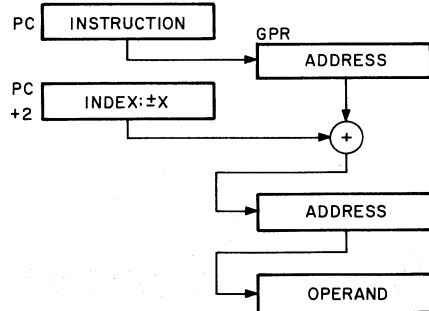 PC INSTRUCTION
GPR
ADDRESS
PC
+2
INDEX:±X
+
ADDRESS
OPERAND